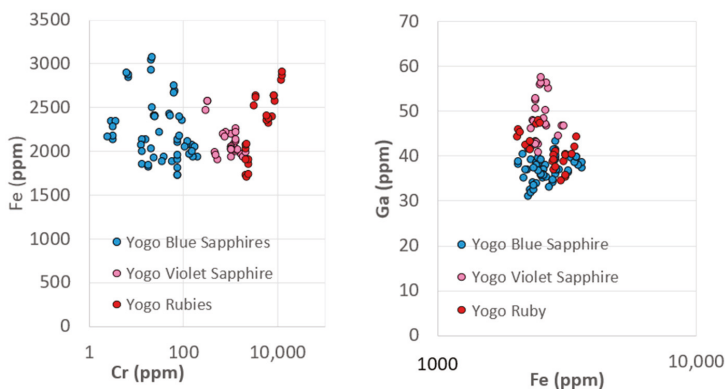 3500
3000
2500
2000
1500
1000
500
0
Fe (ppm)
Yogo Blue Sapphires
Yogo Violet Sapphire
Yogo Rubies
1 100 10,000
Cr (ppm)
70
60
50
40
30
20
10
0
Ga (ppm)
Yogo Blue Sapphire
Yogo Violet Sapphire
Yogo Ruby
1000 10,000
Fe (ppm)